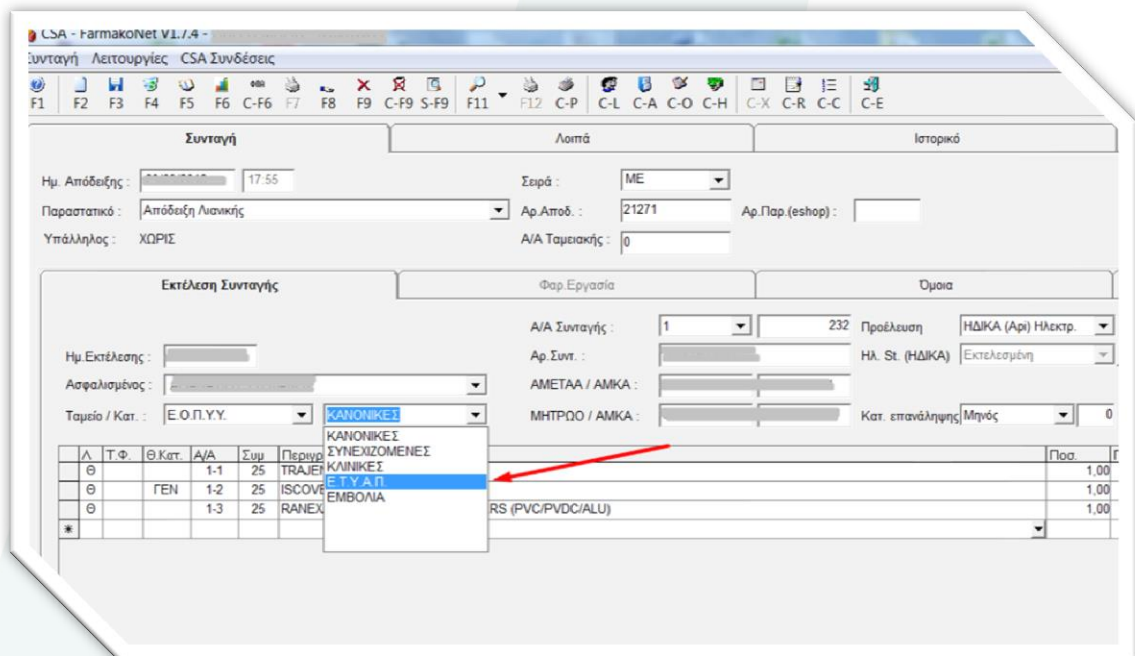 CSA - FarmakoNet V1.7.4 -
Συνταγή Λειτουργίες CSA Συνδέσεις
F1 F2 F3 F4 F5 F6 C-F6 F7 F8 F9 C-F9 S-F9 F11 F12 C-P C-L C-A C-O C-H C-X C-R C-C C-E
Συνταγή Λοιπά Ιστορικό
Ημ. Απόδειξης : 17:55 Σειρά : ΜΕ
Παραστατικό : Απόδειξη Λιανικής Αρ.Αποδ. : 21271 Αρ.Παρ.(eshop) :
Υπάλληλος : ΧΩΡΙΣ Α/Α Ταμειακής : 0
Εκτέλεση Συνταγής Φαρ.Εργασία Όμοια
Α/Α Συνταγής : 1 232 Προέλευση ΗΔΙΚΑ (Api) Ηλεκτρ.
Ημ.Εκτέλεσης : Αρ.Συντ. : Ηλ. St. (ΗΔΙΚΑ) Εκτελεσμένη
Ασφαλισμένος : ΑΜΕΤΑΑ / ΑΜΚΑ :
Ταμείο / Κατ. : Ε.Ο.Π.Υ.Υ. ΚΑΝΟΝΙΚΕΣ ΜΗΤΡΩΟ / ΑΜΚΑ : Κατ. επανάληψης Μηνός 0
ΚΑΝΟΝΙΚΕΣ
ΣΥΝΕΧΙΖΟΜΕΝΕΣ
ΚΛΙΝΙΚΕΣ
Ε.Τ.Υ.Α.Π.
ΕΜΒΟΛΙΑ
Λ Τ.Φ. Θ.Κατ. Α/Α Συμ Περιγρ Ποσ.
Θ 1-1 25 TRAJEN 1,00
Θ ΓΕΝ 1-2 25 ISCOVE 1,00
Θ 1-3 25 RANEX RS (PVC/PVDC/ALU) 1,00